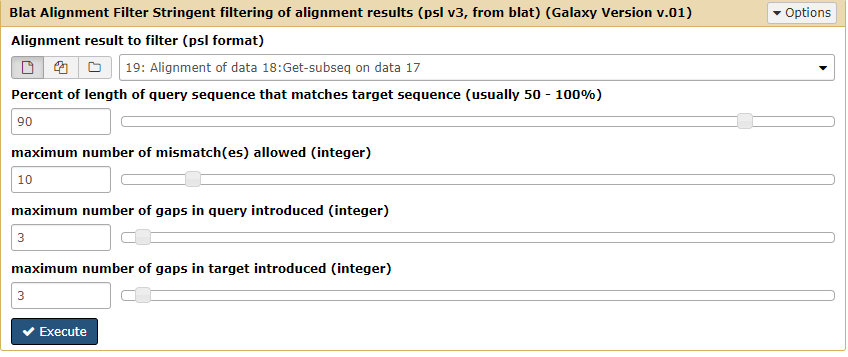 Blat Alignment Filter Stringent filtering of alignment results (psl v3, from blat) (Galaxy Version v.01) Options
Alignment result to filter (psl format)
19: Alignment of data 18:Get-subseq on data 17
Percent of length of query sequence that matches target sequence (usually 50 - 100%)
90
maximum number of mismatch(es) allowed (integer)
10
maximum number of gaps in query introduced (integer)
3
maximum number of gaps in target introduced (integer)
3
Execute